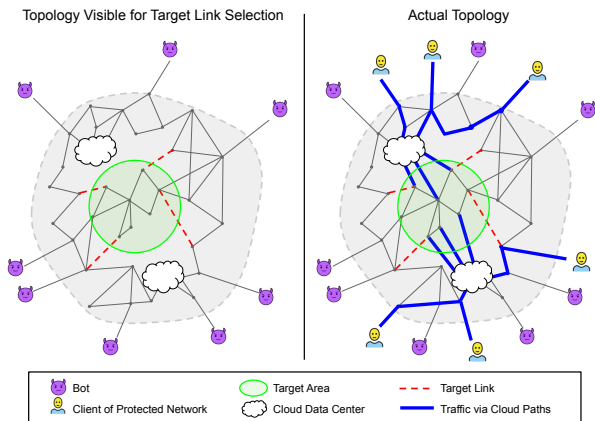 Topology Visible for Target Link Selection
Actual Topology
Bot
Target Area
Target Link
Client of Protected Network
Cloud Data Center
Traffic via Cloud Paths